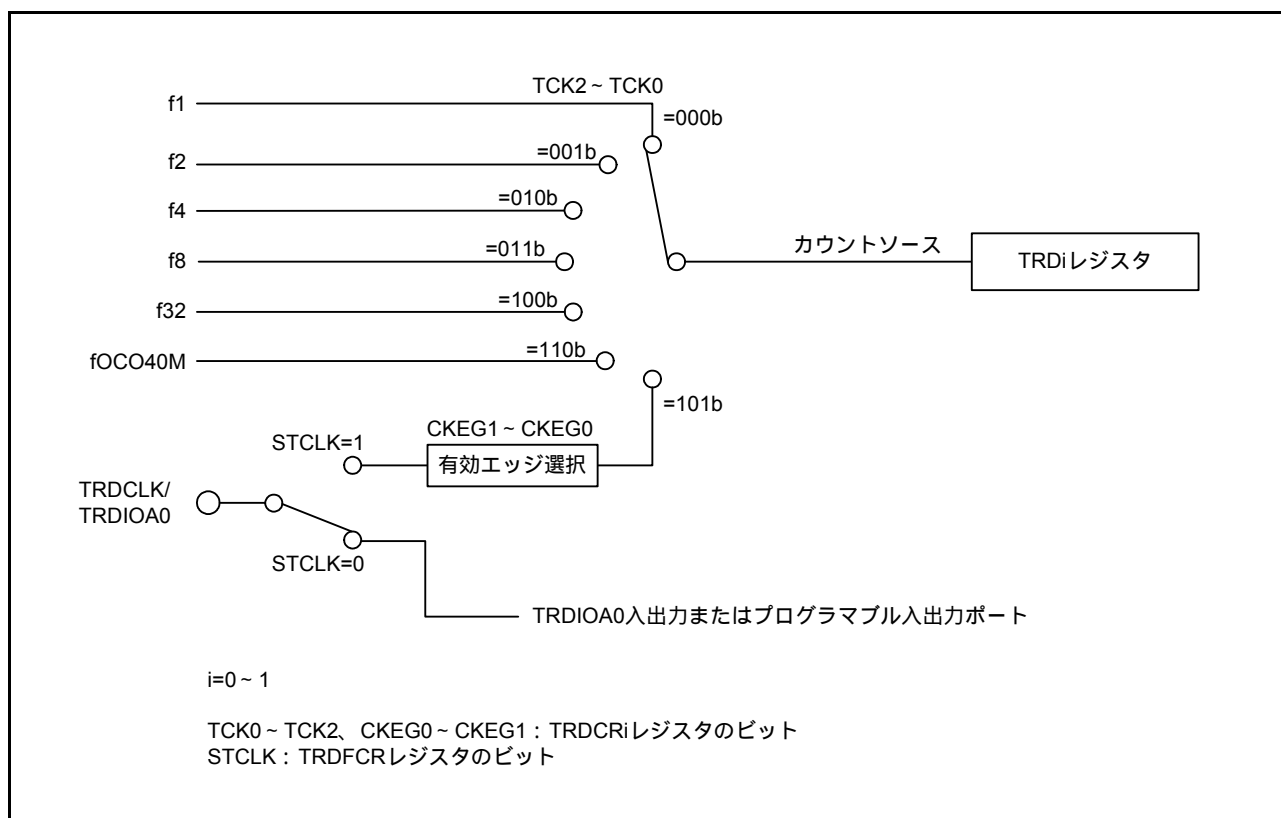 TCK2 ~ TCK0
f1
=000b
f2
=001b
f4
=010b
カウントソース
TRDiレジスタ
f8
=011b
f32
=100b
fOCO40M
=110b
=101b
STCLK=1
CKEG1 ~ CKEG0
有効エッジ選択
TRDCLK/
TRDIOA0
STCLK=0
TRDIOA0入出力またはプログラマブル入出力ポート
i=0 ~ 1
TCK0 ~ TCK2、CKEG0 ~ CKEG1：TRDCRiレジスタのビット
STCLK：TRDFCRレジスタのビット